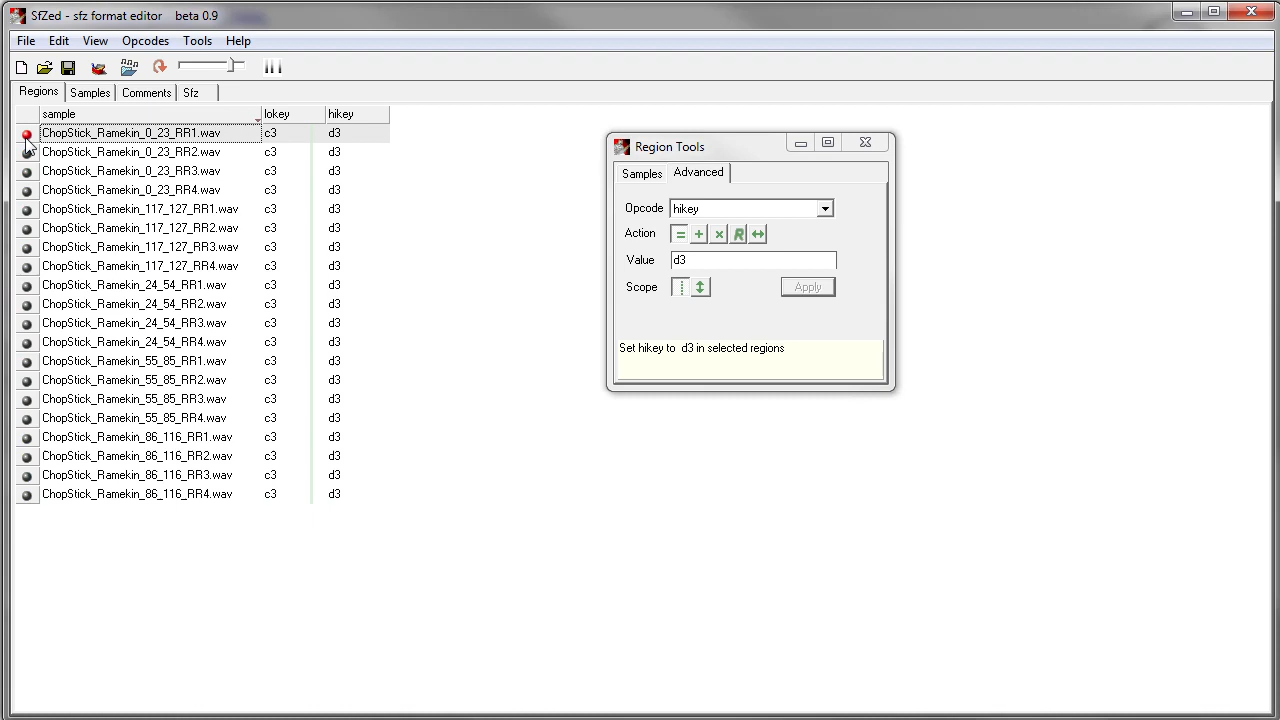 SfZed - sfz format editor    beta 0.9
File Edit View Opcodes Tools Help
Regions Samples Comments Sfz
sample lokey hikey
ChopStick_Ramekin_0_23_RR1.wav c3 d3
ChopStick_Ramekin_0_23_RR2.wav c3 d3
ChopStick_Ramekin_0_23_RR3.wav c3 d3
ChopStick_Ramekin_0_23_RR4.wav c3 d3
ChopStick_Ramekin_117_127_RR1.wav c3 d3
ChopStick_Ramekin_117_127_RR2.wav c3 d3
ChopStick_Ramekin_117_127_RR3.wav c3 d3
ChopStick_Ramekin_117_127_RR4.wav c3 d3
ChopStick_Ramekin_24_54_RR1.wav c3 d3
ChopStick_Ramekin_24_54_RR2.wav c3 d3
ChopStick_Ramekin_24_54_RR3.wav c3 d3
ChopStick_Ramekin_24_54_RR4.wav c3 d3
ChopStick_Ramekin_55_85_RR1.wav c3 d3
ChopStick_Ramekin_55_85_RR2.wav c3 d3
ChopStick_Ramekin_55_85_RR3.wav c3 d3
ChopStick_Ramekin_55_85_RR4.wav c3 d3
ChopStick_Ramekin_86_116_RR1.wav c3 d3
ChopStick_Ramekin_86_116_RR2.wav c3 d3
ChopStick_Ramekin_86_116_RR3.wav c3 d3
ChopStick_Ramekin_86_116_RR4.wav c3 d3
Region Tools
Samples Advanced
Opcode hikey
Action = + × R ↔
Value d3
Scope Apply
Set hikey to  d3 in selected regions